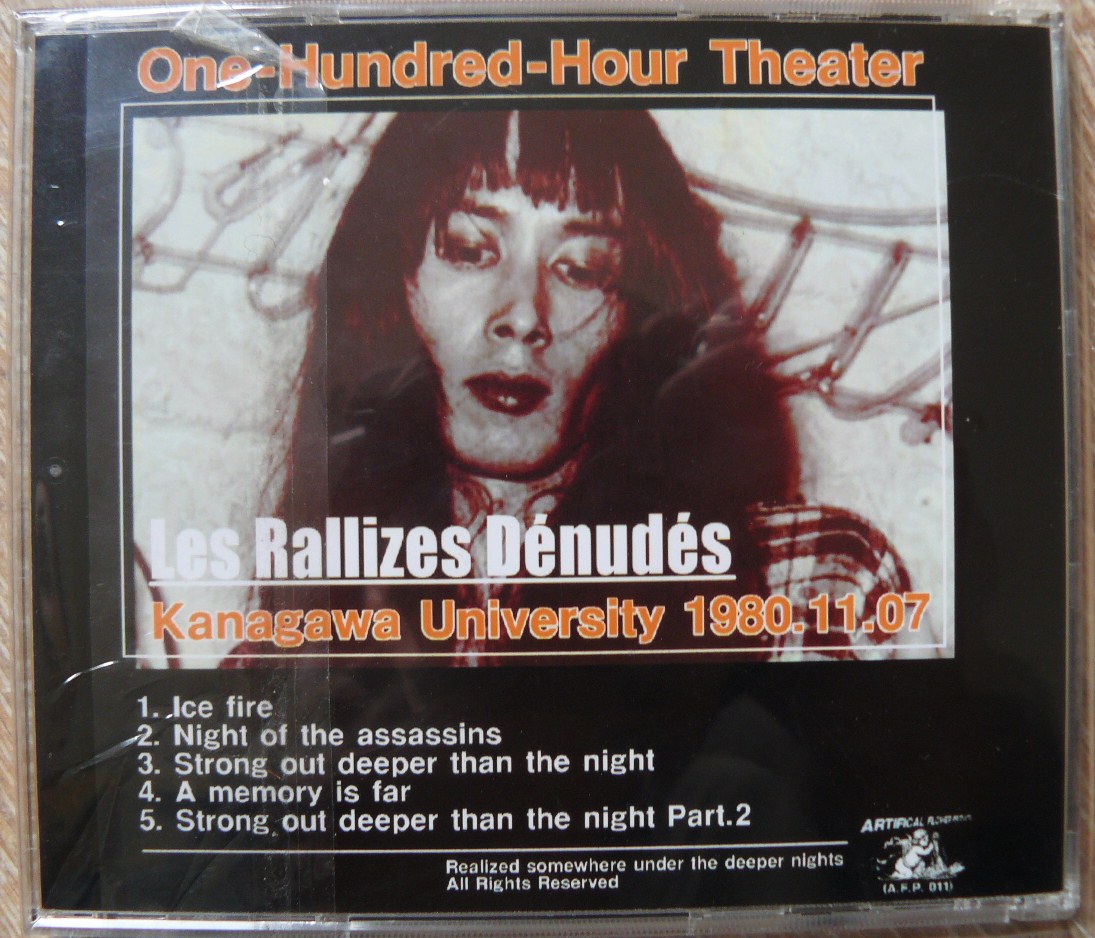 One-Hundred-Hour Theater
Les Rallizes Dénudés
Kanagawa University 1980.11.07
1. Ice fire
2. Night of the assassins
3. Strong out deeper than the night
4. A memory is far
5. Strong out deeper than the night Part.2
Realized somewhere under the deeper nights
All Rights Reserved
ARTIFICAL
(A.F.P. 011)